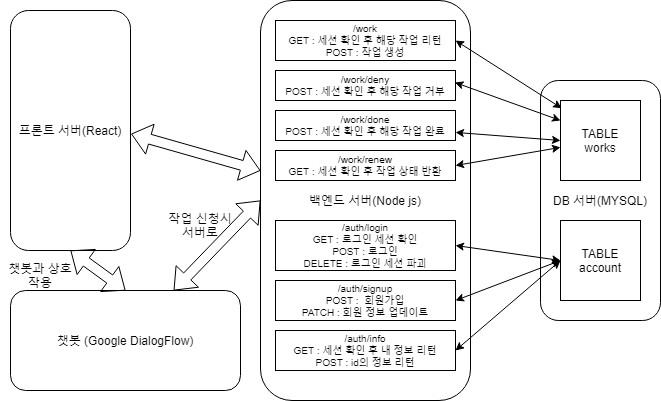 프론트 서버(React)
챗봇과 상호
작용
챗봇 (Google DialogFlow)
작업 신청시
서버로
/work
GET : 세션 확인 후 해당 작업 리턴
POST : 작업 생성
/work/deny
POST : 세션 확인 후 해당 작업 거부
/work/done
POST : 세션 확인 후 해당 작업 완료
/work/renew
GET : 세션 확인 후 작업 상태 반환
백엔드 서버(Node js)
/auth/login
GET : 로그인 세션 확인
POST : 로그인
DELETE : 로그인 세션 파괴
/auth/signup
POST : 회원가입
PATCH : 회원 정보 업데이트
/auth/info
GET : 세션 확인 후 내 정보 리턴
POST : id의 정보 리턴
TABLE
works
DB 서버(MYSQL)
TABLE
account